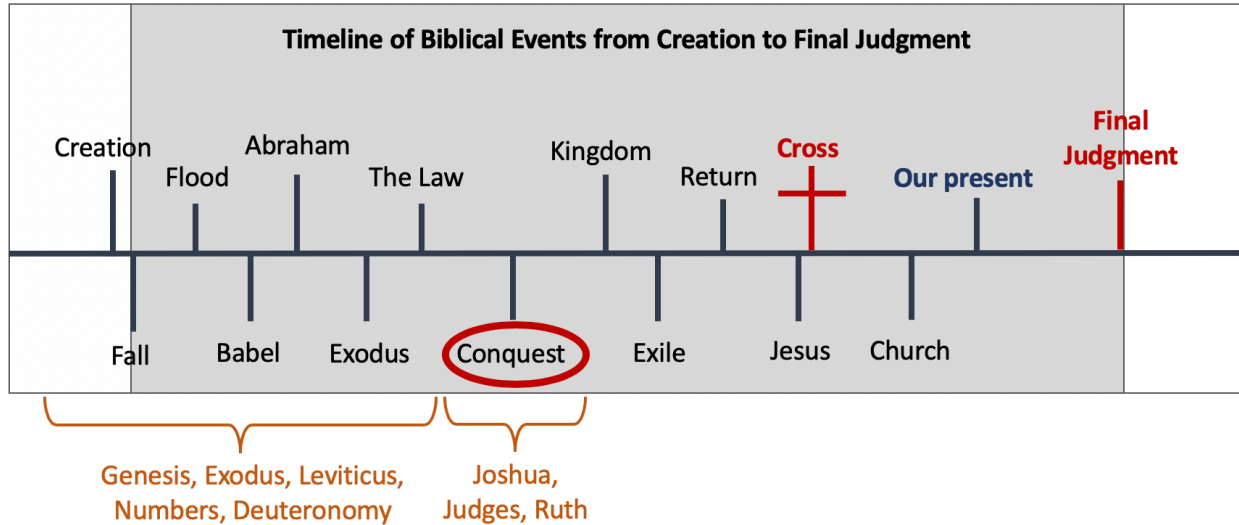 Timeline of Biblical Events from Creation to Final Judgment
Creation
Flood
Abraham
The Law
Kingdom
Return
Cross
Our present
Final
Judgment
Fall
Babel
Exodus
Conquest
Exile
Jesus
Church
Genesis, Exodus, Leviticus,
Numbers, Deuteronomy
Joshua,
Judges, Ruth